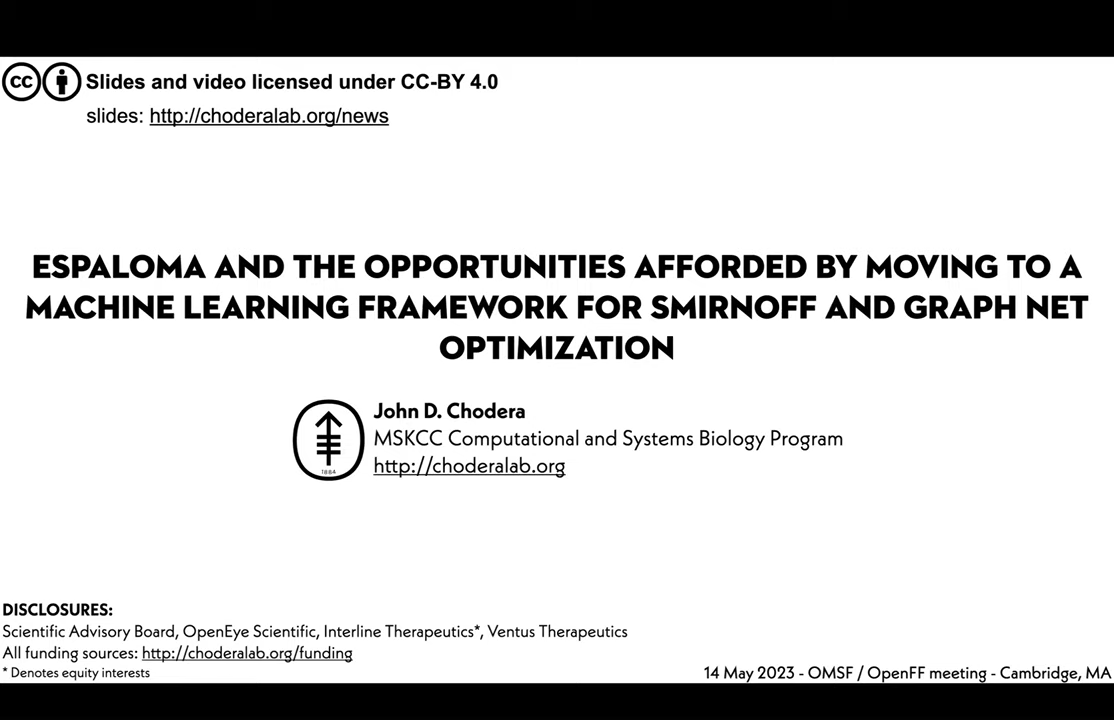 CC Slides and video licensed under CC-BY 4.0
slides: http://choderalab.org/news
ESPALOMA AND THE OPPORTUNITIES AFFORDED BY MOVING TO A
MACHINE LEARNING FRAMEWORK FOR SMIRNOFF AND GRAPH NET
OPTIMIZATION
John D. Chodera
MSKCC Computational and Systems Biology Program
http://choderalab.org
1884
DISCLOSURES:
Scientific Advisory Board, OpenEye Scientific, Interline Therapeutics*, Ventus Therapeutics
All funding sources: http://choderalab.org/funding
* Denotes equity interests
14 May 2023 - OMSF / OpenFF meeting - Cambridge, MA